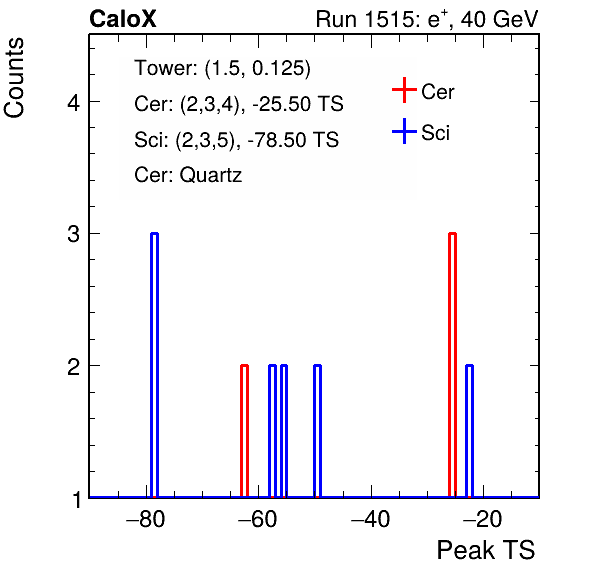 CaloX Run 1515: e+, 40 GeV
Counts
Tower: (1.5, 0.125)
Cer: (2,3,4), -25.50 TS
Sci: (2,3,5), -78.50 TS
Cer: Quartz
Cer
Sci
4
3
2
1
−80 −60 −40 −20
Peak TS